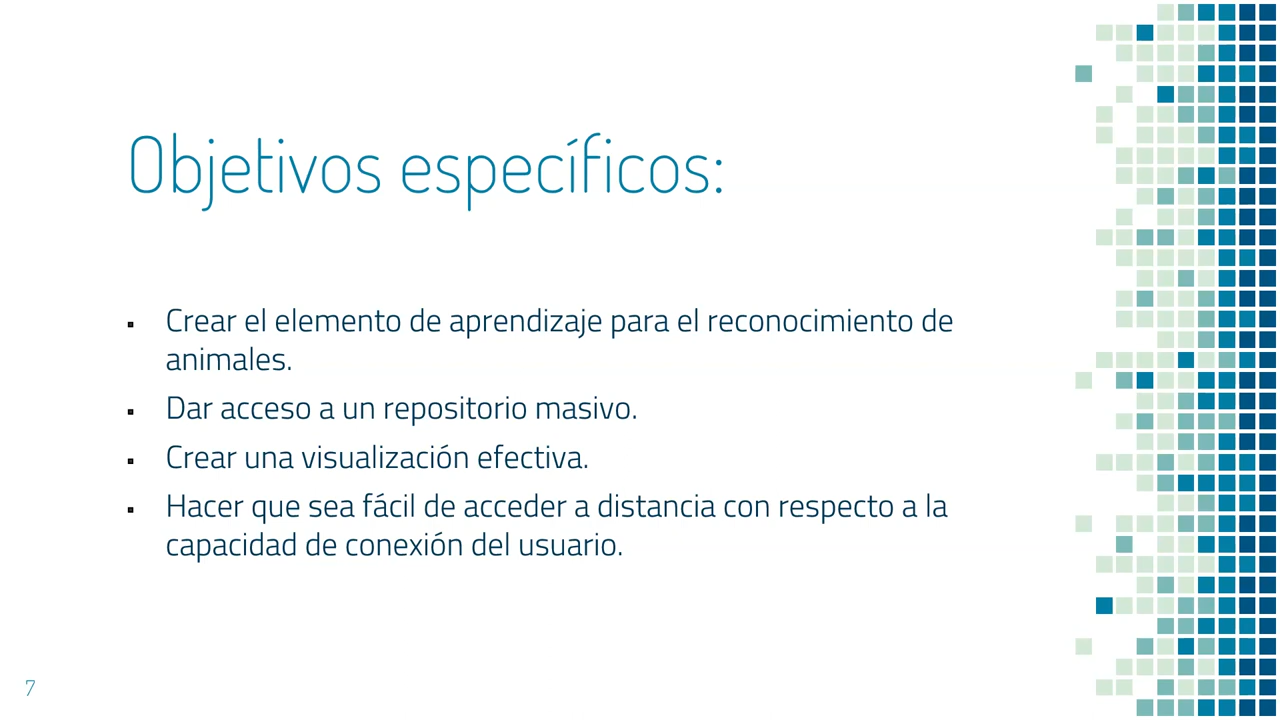 Objetivos específicos:
▪ Crear el elemento de aprendizaje para el reconocimiento de
animales.
▪ Dar acceso a un repositorio masivo.
▪ Crear una visualización efectiva.
▪ Hacer que sea fácil de acceder a distancia con respecto a la
capacidad de conexión del usuario.
7